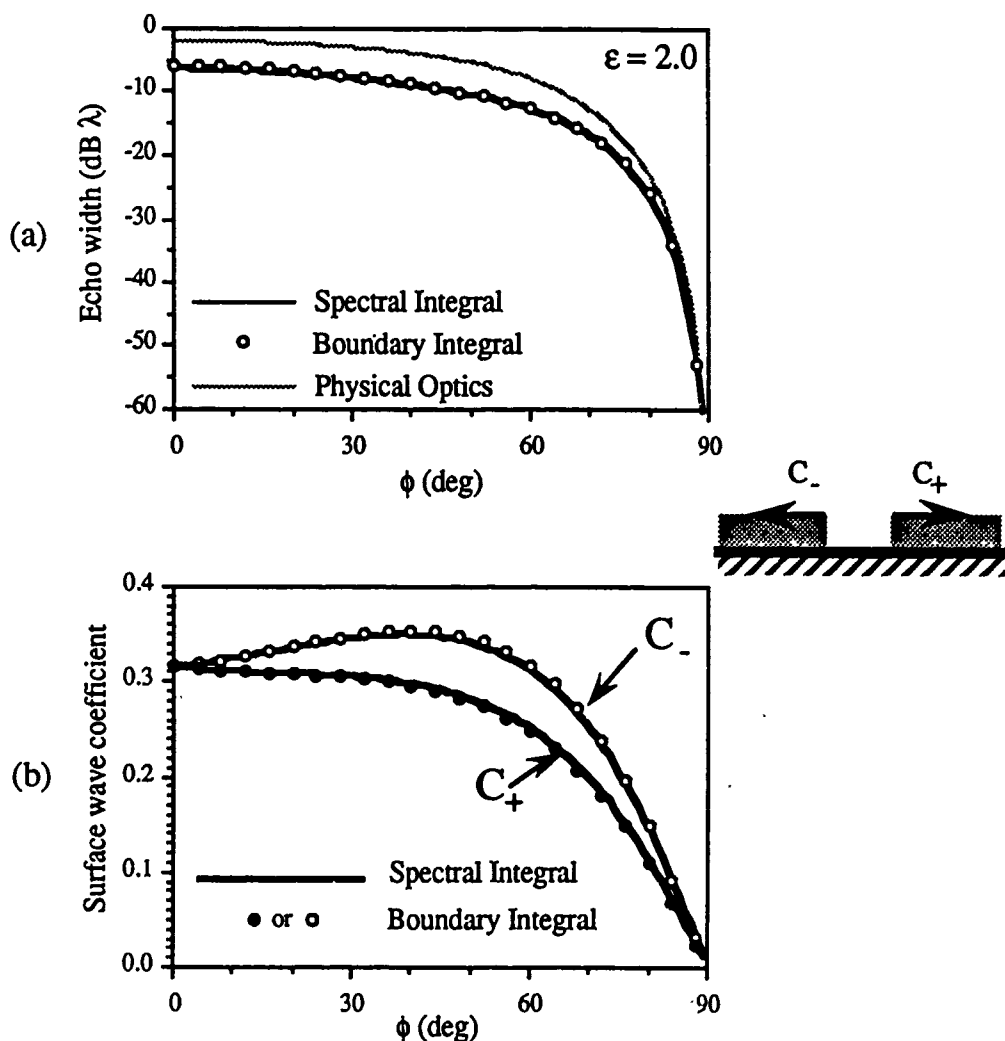 (a)
Echo width (dB λ)
0
-10
-20
-30
-40
-50
-60
ε = 2.0
Spectral Integral
Boundary Integral
Physical Optics
0 30 60 90
ϕ (deg)
C- C+
(b)
Surface wave coefficient
0.4
0.3
0.2
0.1
0.0
C-
C+
Spectral Integral
or Boundary Integral
0 30 60 90
ϕ (deg)